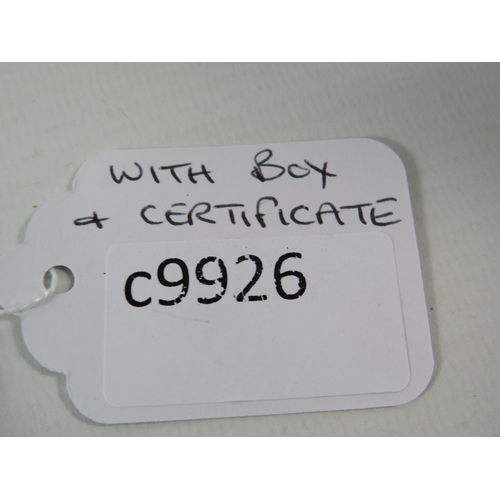 WITH BOX
& CERTIFICATE
c9926